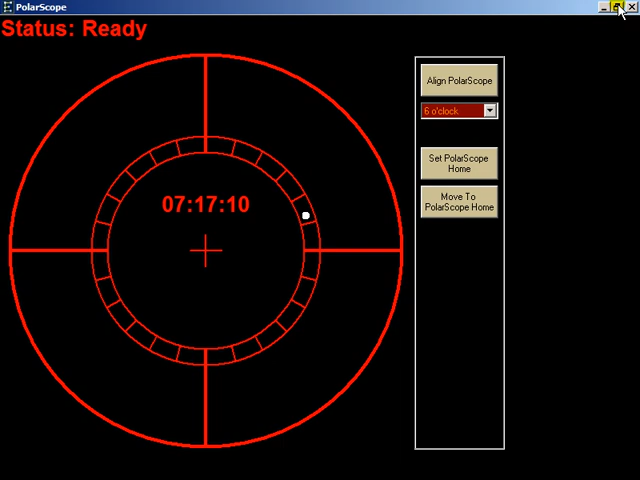 PolarScope
Status: Ready
07:17:10
Align PolarScope
6 o'clock
Set PolarScope
Home
Move To
PolarScope Home